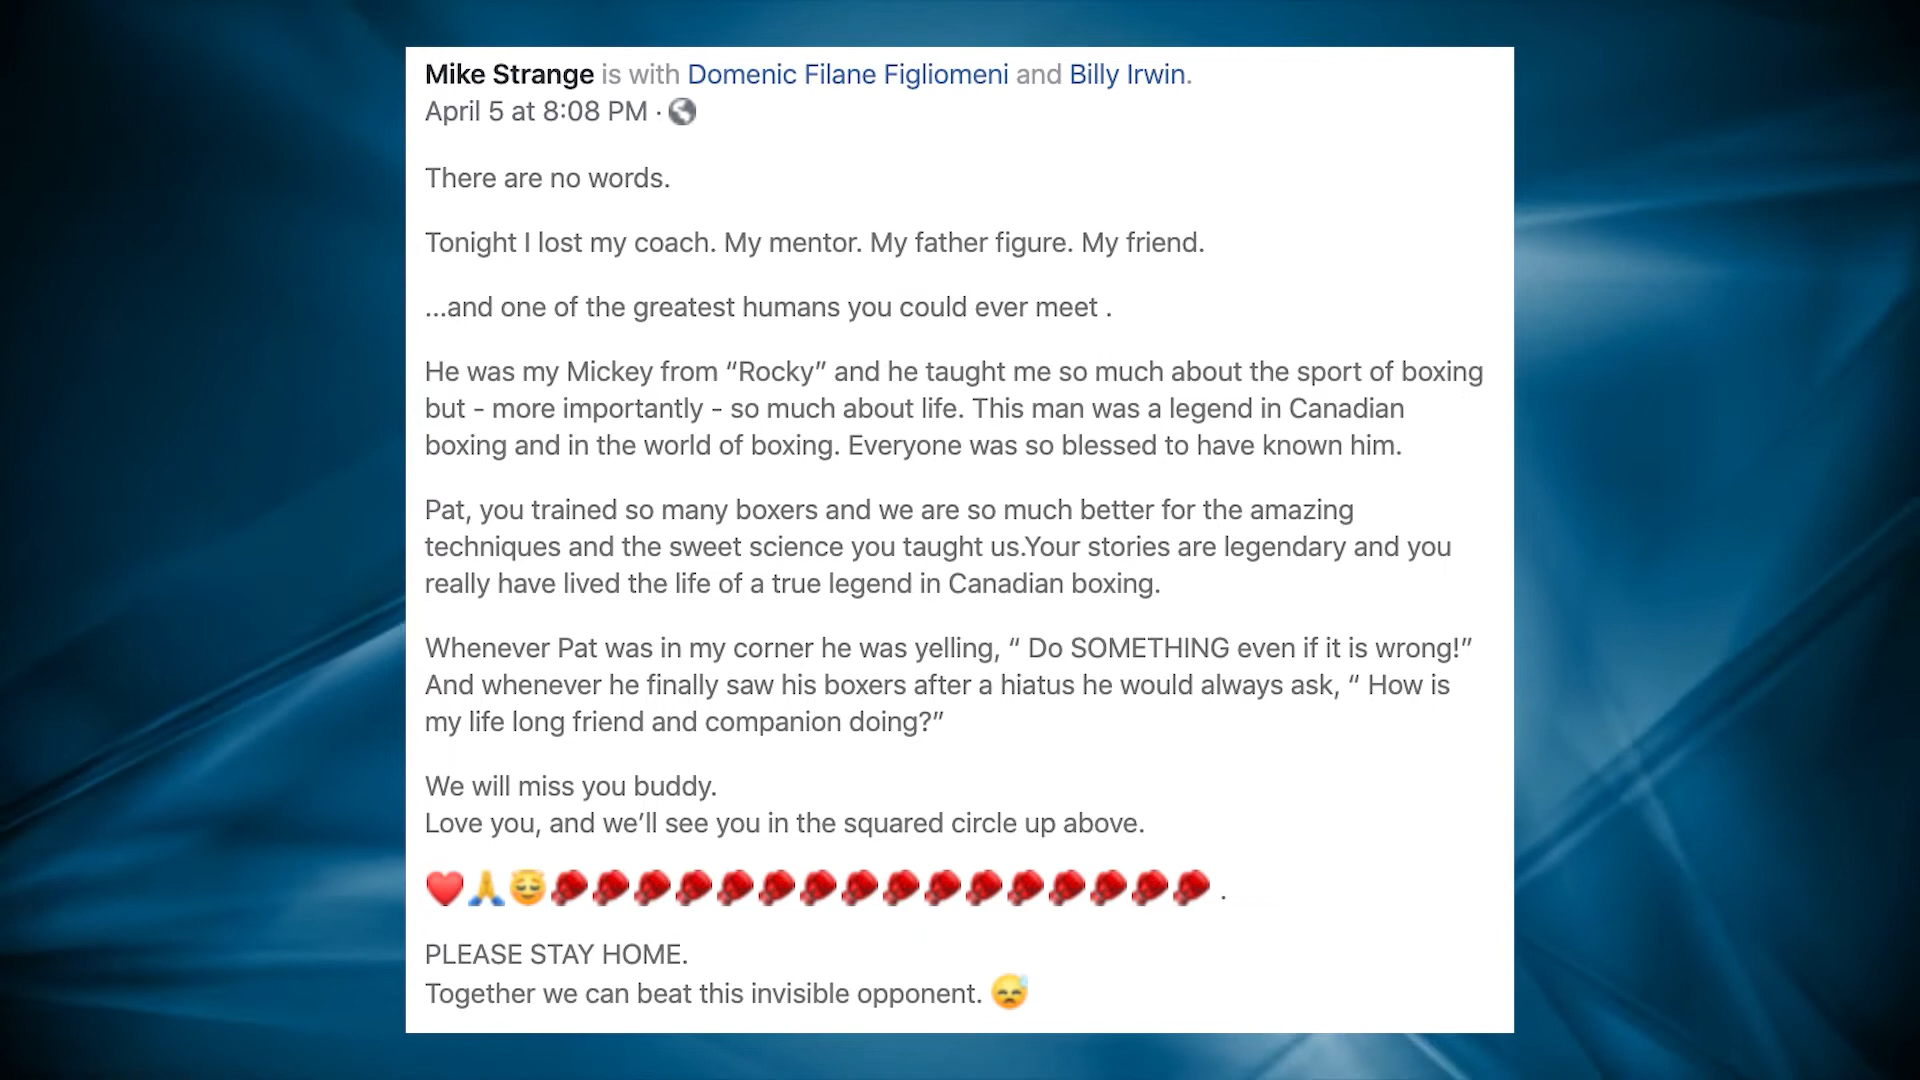 Mike Strange is with Domenic Filane Figliomeni and Billy Irwin.
April 5 at 8:08 PM ·
There are no words.
Tonight I lost my coach. My mentor. My father figure. My friend.
...and one of the greatest humans you could ever meet .
He was my Mickey from “Rocky” and he taught me so much about the sport of boxing
but - more importantly - so much about life. This man was a legend in Canadian
boxing and in the world of boxing. Everyone was so blessed to have known him.
Pat, you trained so many boxers and we are so much better for the amazing
techniques and the sweet science you taught us.Your stories are legendary and you
really have lived the life of a true legend in Canadian boxing.
Whenever Pat was in my corner he was yelling, “ Do SOMETHING even if it is wrong!”
And whenever he finally saw his boxers after a hiatus he would always ask, “ How is
my life long friend and companion doing?”
We will miss you buddy.
Love you, and we’ll see you in the squared circle up above.
❤️🙏😇🥊🥊🥊🥊🥊🥊🥊🥊🥊🥊🥊🥊🥊🥊🥊🥊 .
PLEASE STAY HOME.
Together we can beat this invisible opponent. 😓